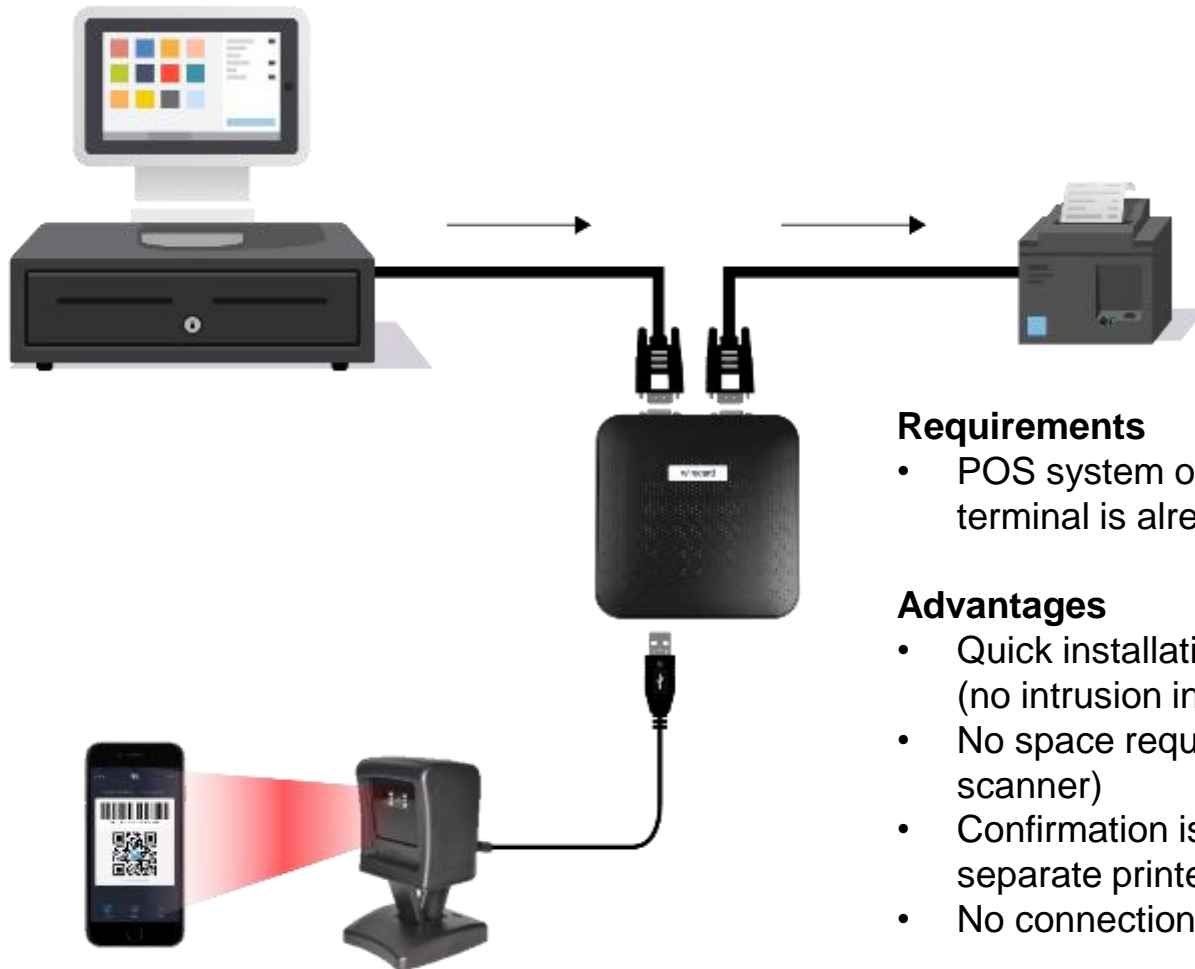 wirecard
Requirements
• POS system o
terminal is alre
Advantages
• Quick installati
(no intrusion in
• No space requ
scanner)
• Confirmation is
separate printe
• No connection